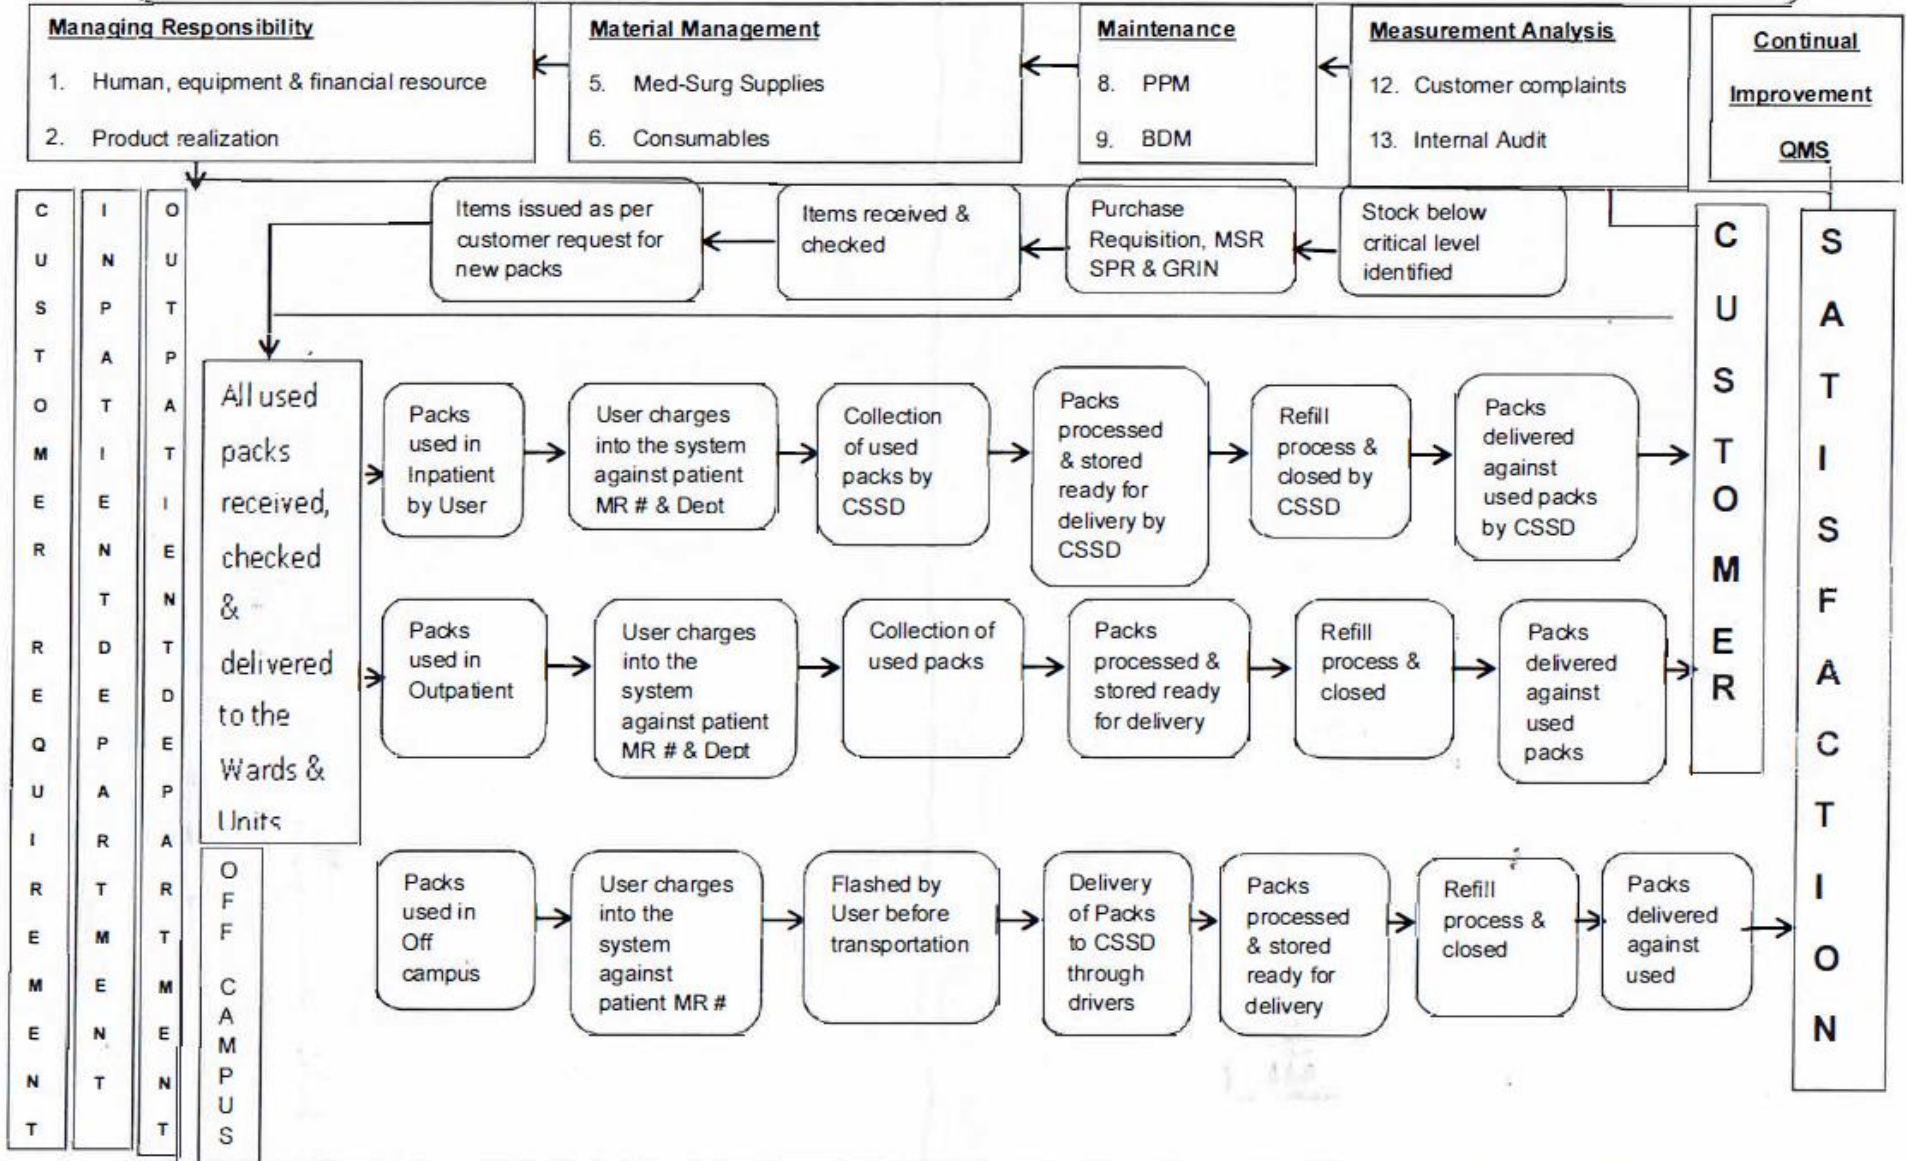 Managing Responsibility
1. Human, equipment & financial resource
2. Product realization
Material Management
5. Med-Surg Supplies
6. Consumables
Maintenance
8. PPM
9. BDM
Measurement Analysis
12. Customer complaints
13. Internal Audit
Continual
Improvement
QMS
CUSTOMER REQUIREMENT
INPATIENT DEPARTMENT
OUTPATIENT DEPARTMENT
Items issued as per
customer request for
new packs
Items received &
checked
Purchase
Requisition, MSR
SPR & GRIN
Stock below
critical level
identified
All used
packs
received,
checked
&
delivered
to the
Wards &
Units
Packs
used in
Inpatient
by User
User charges
into the system
against patient
MR # & Dept
Collection
of used
packs by
CSSD
Packs
processed
& stored
ready for
delivery by
CSSD
Refill
process &
closed by
CSSD
Packs
delivered
against
used packs
by CSSD
Packs
used in
Outpatient
User charges
into the
system
against patient
MR # & Dept
Collection of
used packs
Packs
processed &
stored ready
for delivery
Refill
process &
closed
Packs
delivered
against
used
packs
OFF CAMPUS
Packs
used in
Off
campus
User charges
into the
system
against
patient MR #
Flashed by
User before
transportation
Delivery
of Packs
to CSSD
through
drivers
Packs
processed
& stored
ready for
delivery
Refill
process &
closed
Packs
delivered
against
used
CUSTOMER
SATISFACTION